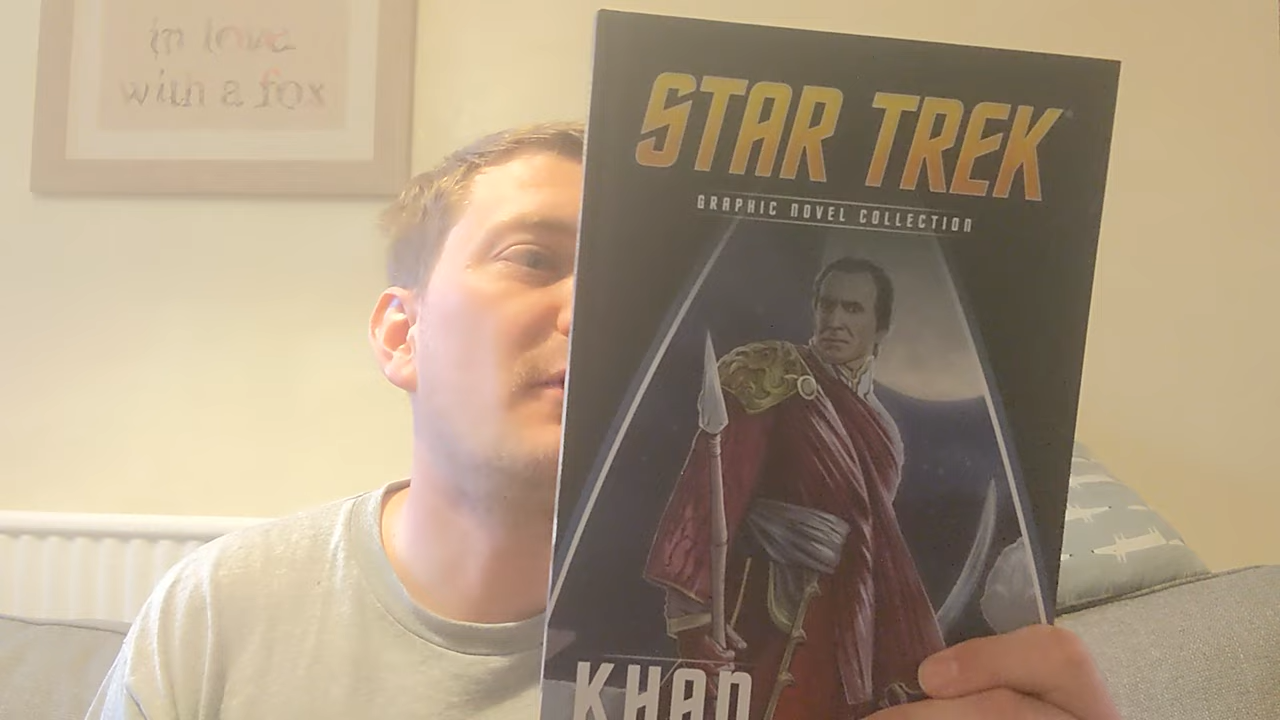 in love
with a fox
STAR TREK
GRAPHIC NOVEL COLLECTION
KHAN